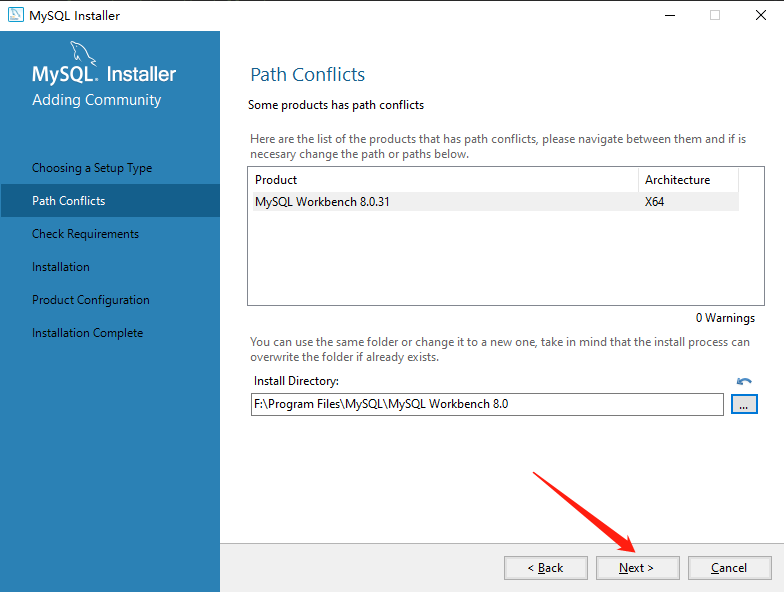 MySQL Installer
MySQL. Installer
Adding Community
Choosing a Setup Type
Path Conflicts
Check Requirements
Installation
Product Configuration
Installation Complete
Path Conflicts
Some products has path conflicts
Here are the list of the products that has path conflicts, please navigate between them and if is
necesary change the path or paths below.
Product Architecture
MySQL Workbench 8.0.31 X64
0 Warnings
You can use the same folder or change it to a new one, take in mind that the install process can
overwrite the folder if already exists.
Install Directory:
F:\Program Files\MySQL\MySQL Workbench 8.0
...
< Back Next > Cancel